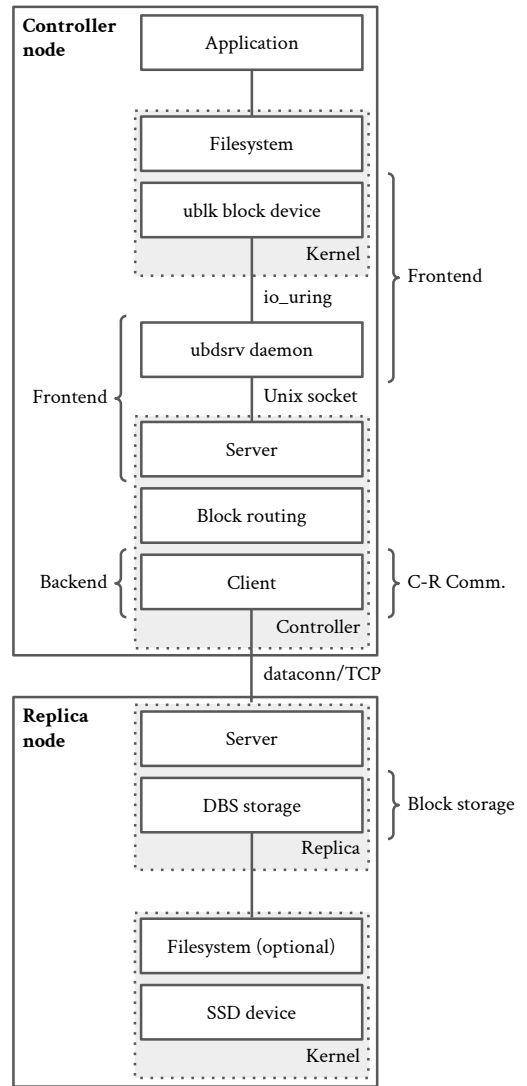 Controller
node
Application
Filesystem
ublk block device
Kernel
Frontend
io_uring
ubdsrv daemon
Unix socket
Frontend
Server
Block routing
Backend
Client
C-R Comm.
Controller
dataconn/TCP
Replica
node
Server
DBS storage
Block storage
Replica
Filesystem (optional)
SSD device
Kernel